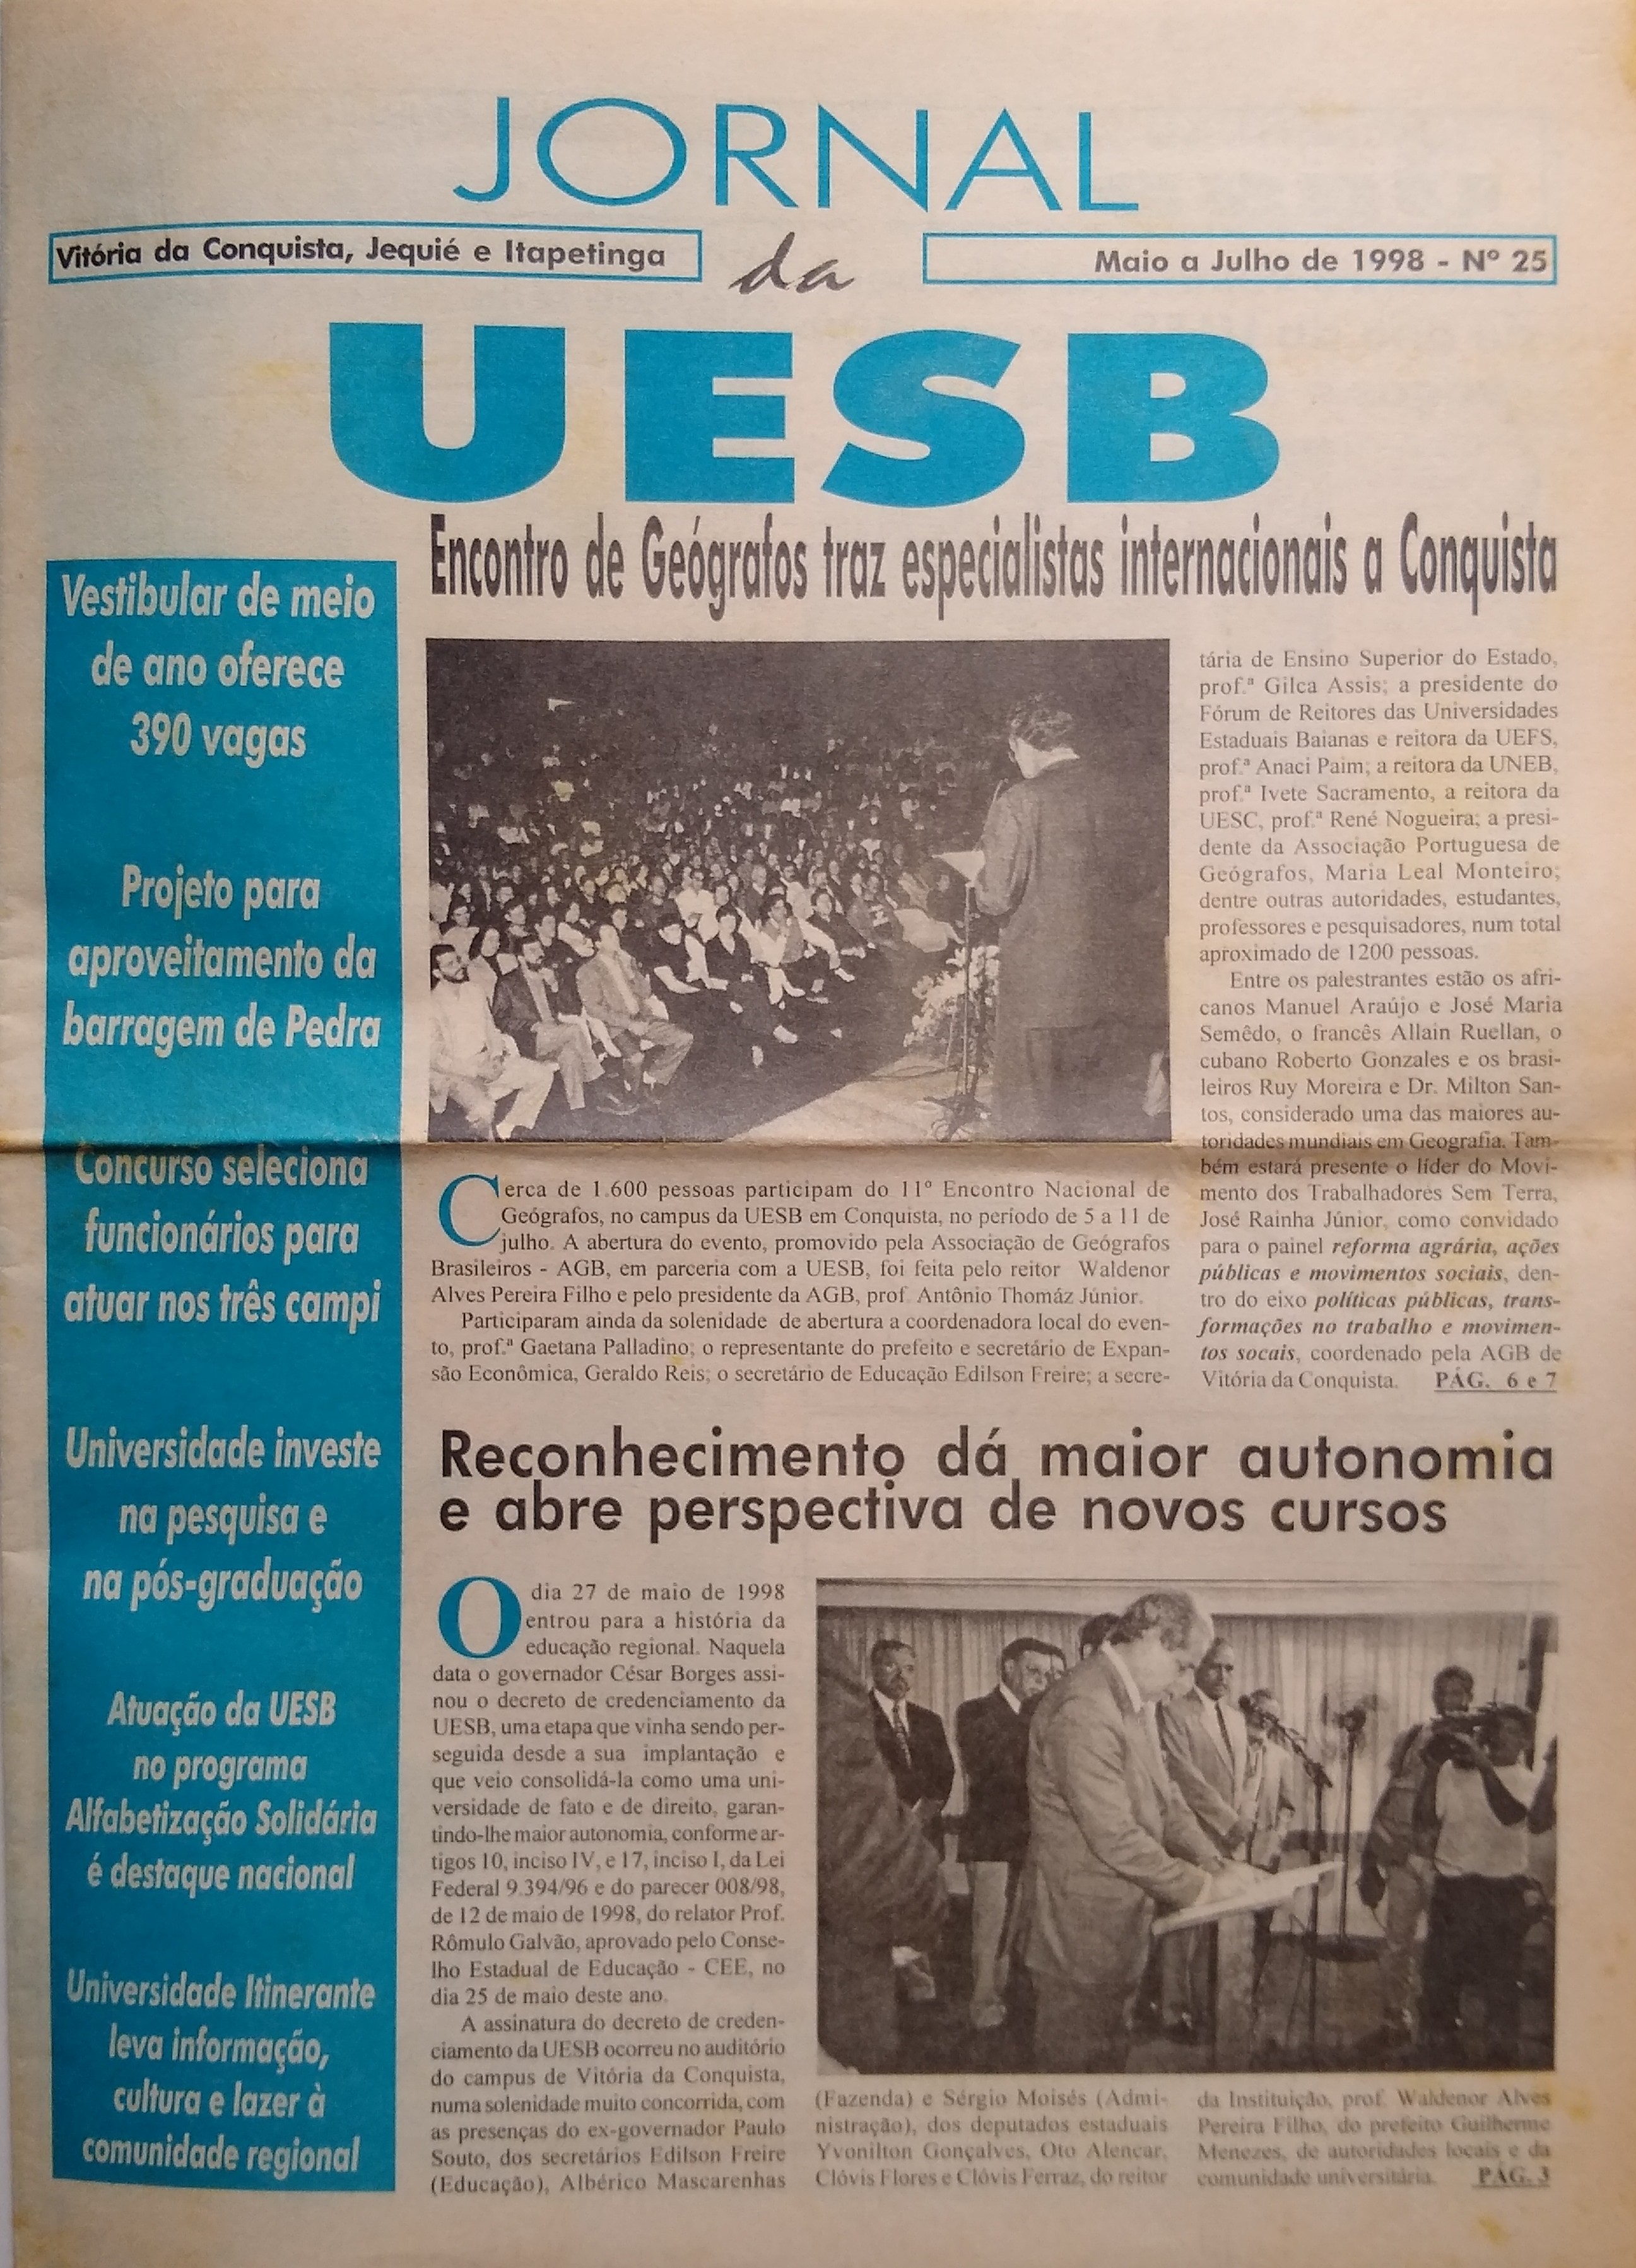 JORNAL
Vitória da Conquista, Jequié e Itapetinga
da
Maio a Julho de 1998 - Nº 25
UESB
Vestibular de meio
de ano oferece
390 vagas
Projeto para
aproveitamento da
barragem de Pedra
Concurso seleciona
funcionários para
atuar nos três campi
Universidade investe
na pesquisa e
na pós-graduação
Atuação da UESB
no programa
Alfabetização Solidária
é destaque nacional
Universidade Itinerante
leva informação,
cultura e lazer à
comunidade regional
Encontro de Geógrafos traz especialistas internacionais a Conquista
Cerca de 1.600 pessoas participam do 11º Encontro Nacional de
Geógrafos, no campus da UESB em Conquista, no período de 5 a 11 de
julho. A abertura do evento, promovido pela Associação de Geógrafos
Brasileiros - AGB, em parceria com a UESB, foi feita pelo reitor Waldenor
Alves Pereira Filho e pelo presidente da AGB, prof. Antônio Thomáz Júnior.
Participaram ainda da solenidade de abertura a coordenadora local do even-
to, prof.ª Gaetana Palladino; o representante do prefeito e secretário de Expan-
são Econômica, Geraldo Reis; o secretário de Educação Edilson Freire; a secre-
tária de Ensino Superior do Estado,
prof.ª Gilca Assis; a presidente do
Fórum de Reitores das Universidades
Estaduais Baianas e reitora da UEFS,
prof.ª Anaci Paim; a reitora da UNEB,
prof.ª Ivete Sacramento, a reitora da
UESC, prof.ª René Nogueira; a presi-
dente da Associação Portuguesa de
Geógrafos, Maria Leal Monteiro;
dentre outras autoridades, estudantes,
professores e pesquisadores, num total
aproximado de 1200 pessoas.
Entre os palestrantes estão os afri-
canos Manuel Araújo e José Maria
Semêdo, o francês Allain Ruellan, o
cubano Roberto Gonzales e os brasi-
leiros Ruy Moreira e Dr. Milton San-
tos, considerado uma das maiores au-
toridades mundiais em Geografia. Tam-
bém estará presente o líder do Movi-
mento dos Trabalhadores Sem Terra,
José Rainha Júnior, como convidado
para o painel reforma agrária, ações
públicas e movimentos sociais, den-
tro do eixo políticas públicas, trans-
formações no trabalho e movimen-
tos socais, coordenado pela AGB de
Vitória da Conquista. PÁG. 6 e 7
Reconhecimento dá maior autonomia
e abre perspectiva de novos cursos
O dia 27 de maio de 1998
entrou para a história da
educação regional. Naquela
data o governador César Borges assi-
nou o decreto de credenciamento da
UESB, uma etapa que vinha sendo per-
seguida desde a sua implantação e
que veio consolidá-la como uma uni-
versidade de fato e de direito, garan-
tindo-lhe maior autonomia, conforme ar-
tigos 10, inciso IV, e 17, inciso I, da Lei
Federal 9.394/96 e do parecer 008/98,
de 12 de maio de 1998, do relator Prof.
Rômulo Galvão, aprovado pelo Conse-
lho Estadual de Educação - CEE, no
dia 25 de maio deste ano.
A assinatura do decreto de creden-
ciamento da UESB ocorreu no auditório
do campus de Vitória da Conquista,
numa solenidade muito concorrida, com
as presenças do ex-governador Paulo
Souto, dos secretários Edilson Freire
(Educação), Albérico Mascarenhas
(Fazenda) e Sérgio Moisés (Admi-
nistração), dos deputados estaduais
Yvonilton Gonçalves, Oto Alencar,
Clóvis Flores e Clóvis Ferraz, do reitor
da Instituição, prof. Waldenor Alves
Pereira Filho, do prefeito Guilherme
Menezes, de autoridades locais e da
comunidade universitária. PÁG. 3